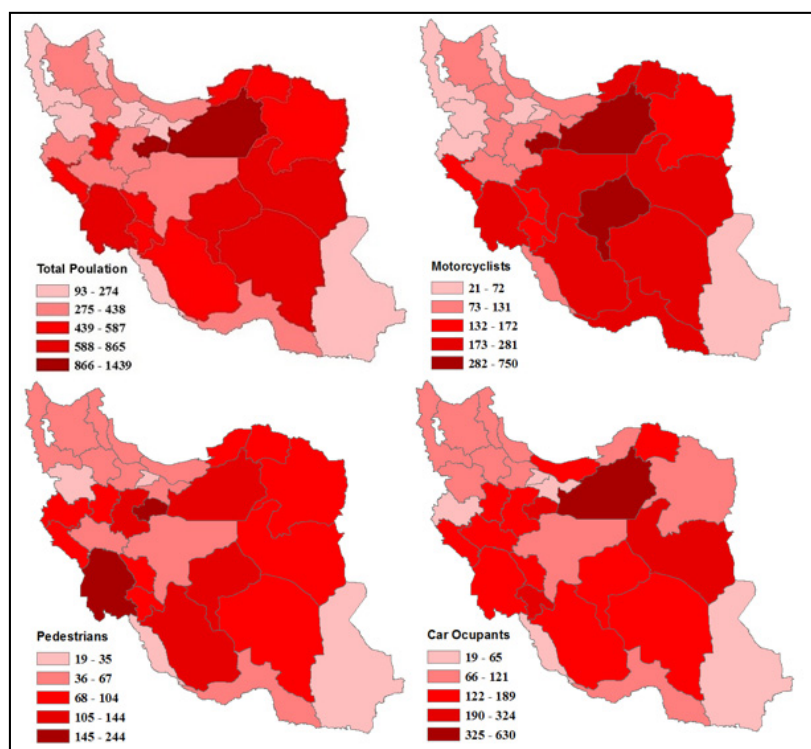 Total Poulation
93 - 274
275 - 438
439 - 587
588 - 865
866 - 1439
Motorcyclists
21 - 72
73 - 131
132 - 172
173 - 281
282 - 750
Pedestrians
19 - 35
36 - 67
68 - 104
105 - 144
145 - 244
Car Ocupants
19 - 65
66 - 121
122 - 189
190 - 324
325 - 630